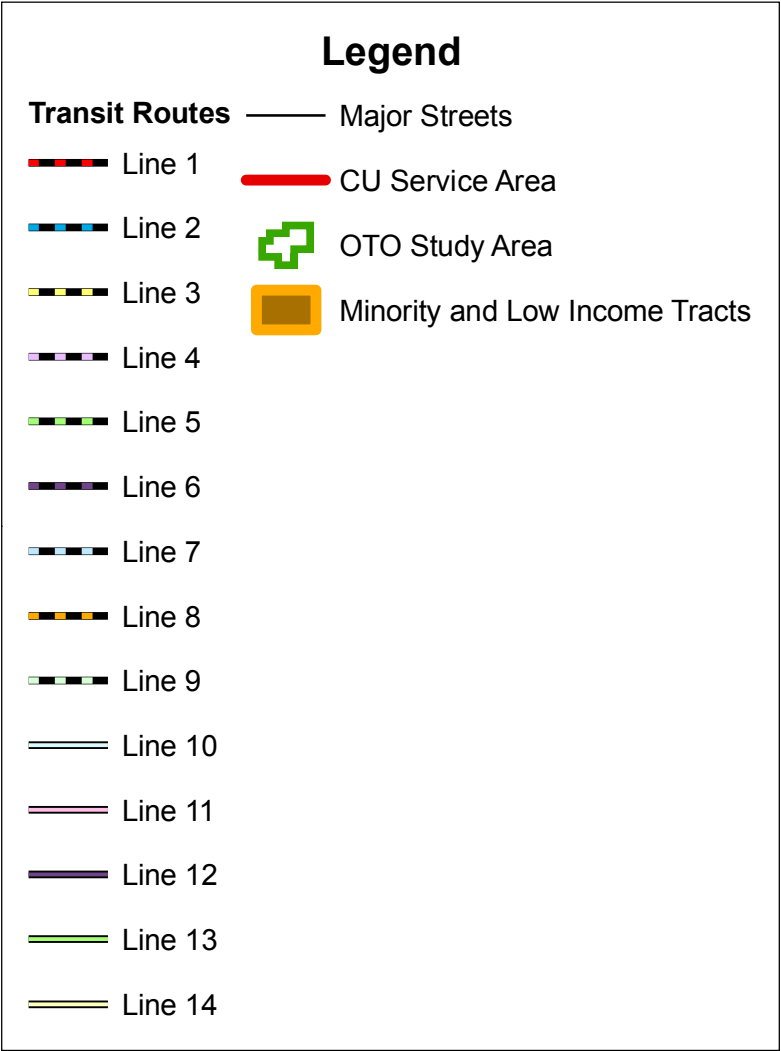 Legend
Transit Routes
Line 1
Line 2
Line 3
Line 4
Line 5
Line 6
Line 7
Line 8
Line 9
Line 10
Line 11
Line 12
Line 13
Line 14
Major Streets
CU Service Area
OTO Study Area
Minority and Low Income Tracts